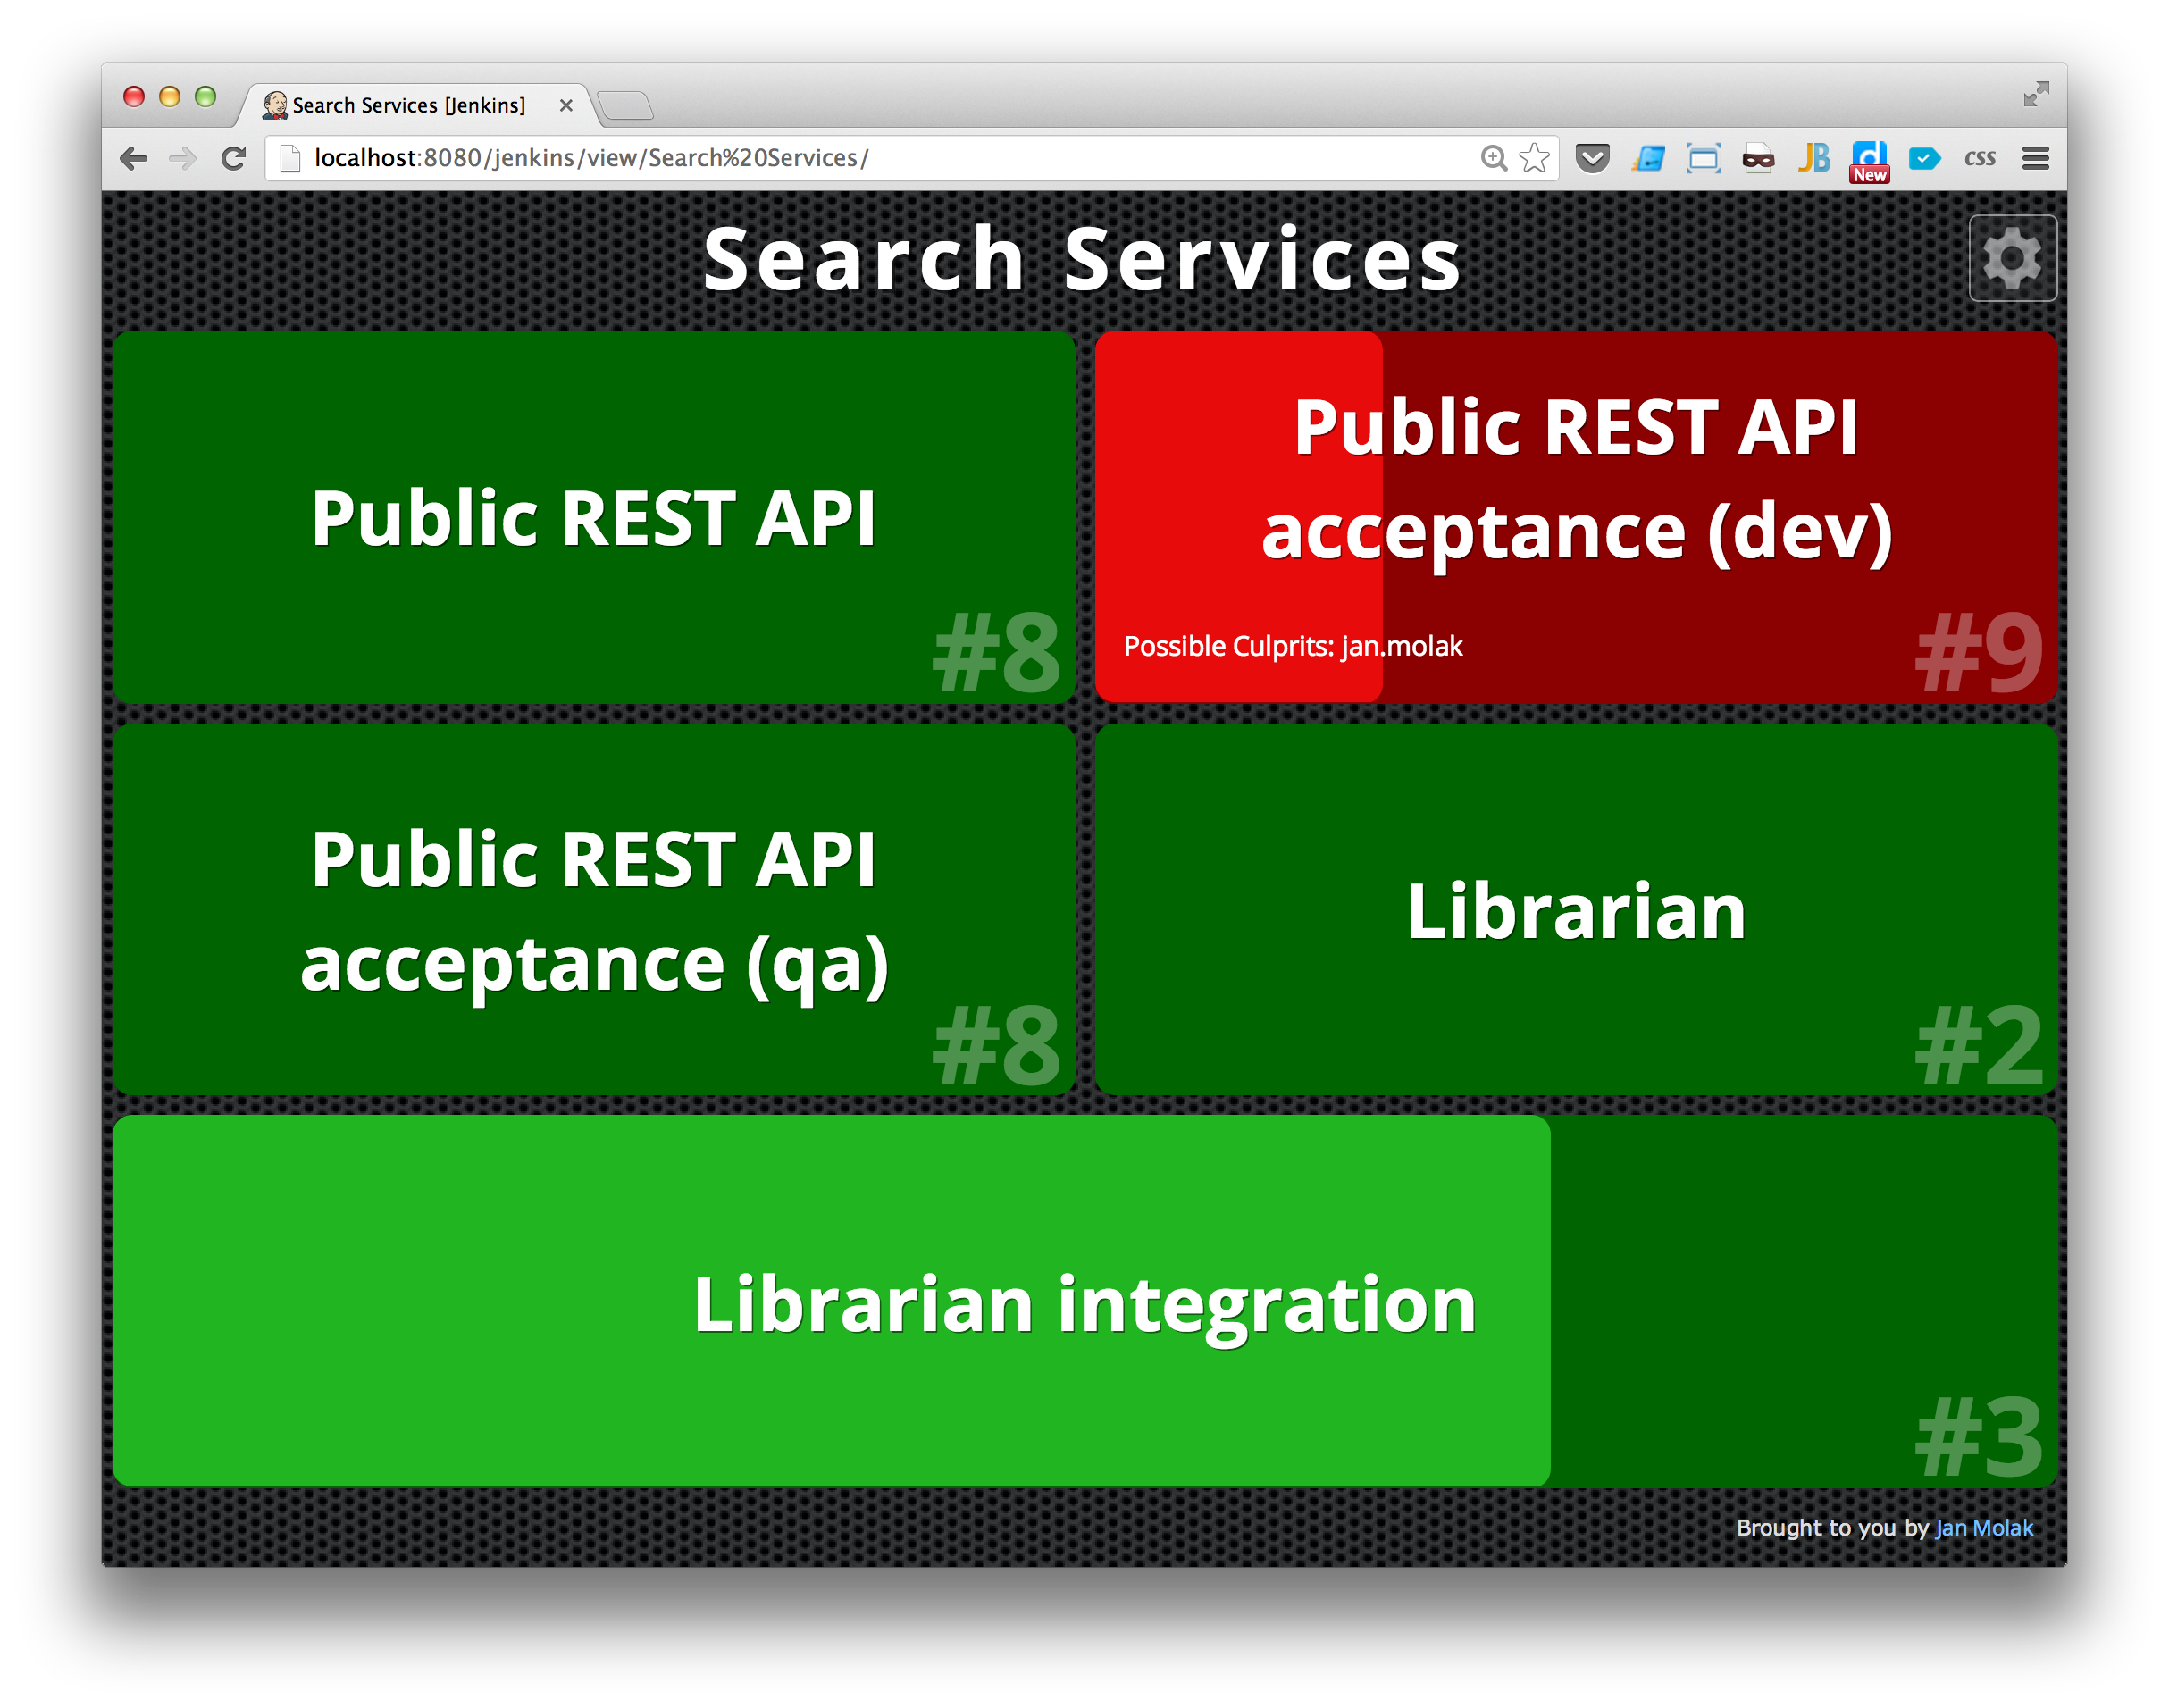 Search Services [Jenkins]
localhost:8080/jenkins/view/Search%20Services/
JB
New
css
Search Services
Public REST API
#8
Public REST API
acceptance (dev)
Possible Culprits: jan.molak
#9
Public REST API
acceptance (qa)
#8
Librarian
#2
Librarian integration
#3
Brought to you by Jan Molak